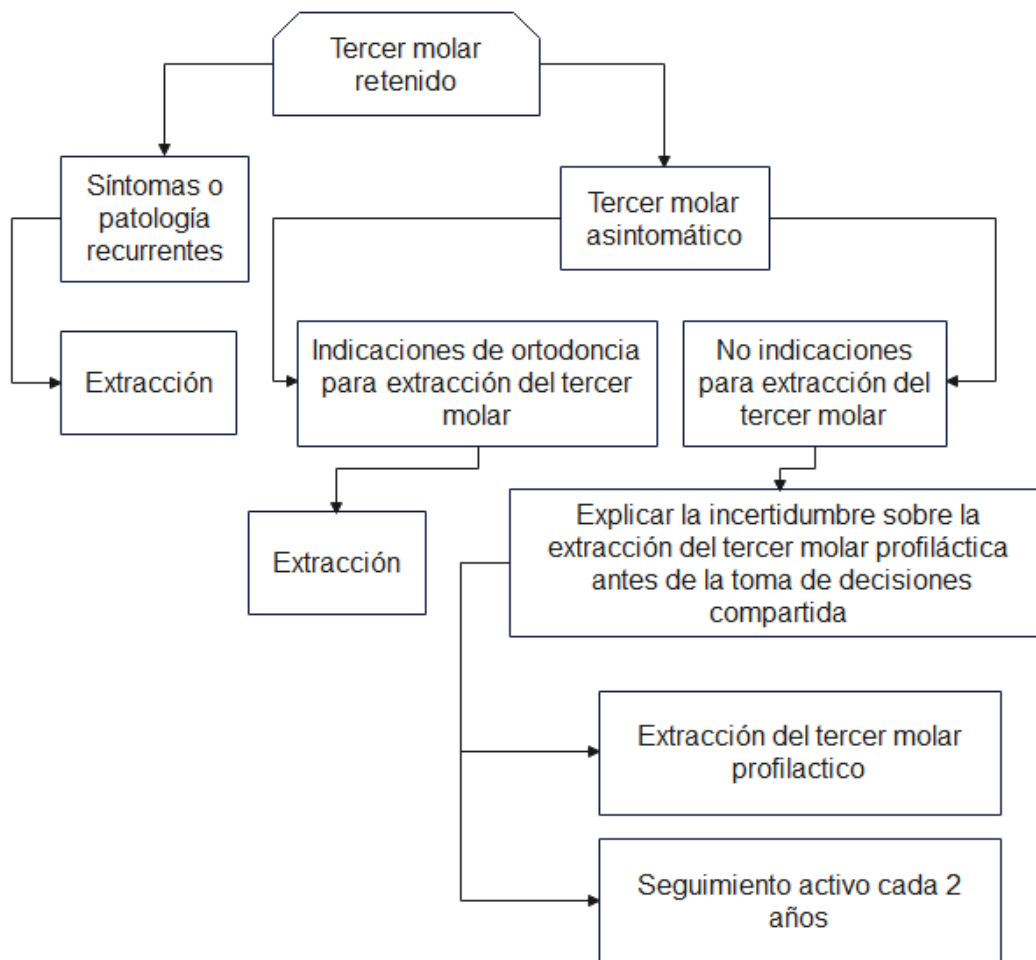 Tercer molar
retenido
Síntomas o
patología
recurrentes
Tercer molar
asintomático
Extracción
Indicaciones de ortodoncia
para extracción del tercer
molar
No indicaciones
para extracción del
tercer molar
Extracción
Explicar la incertidumbre sobre la
extracción del tercer molar profiláctica
antes de la toma de decisiones
compartida
Extracción del tercer molar
profilactico
Seguimiento activo cada 2
años